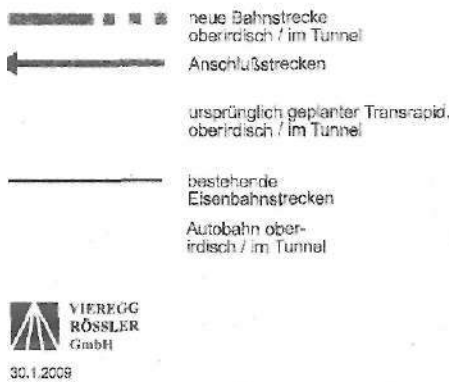 neue Bahnstrecke
oberirdisch / im Tunnel
Anschlußstrecken
ursprünglich geplanter Transrapid,
oberirdisch / im Tunnel
bestehende
Eisenbahnstrecken
Autobahn ober-
irdisch / im Tunnel
VIEREGG
RÖSSLER
GmbH
30.1.2009